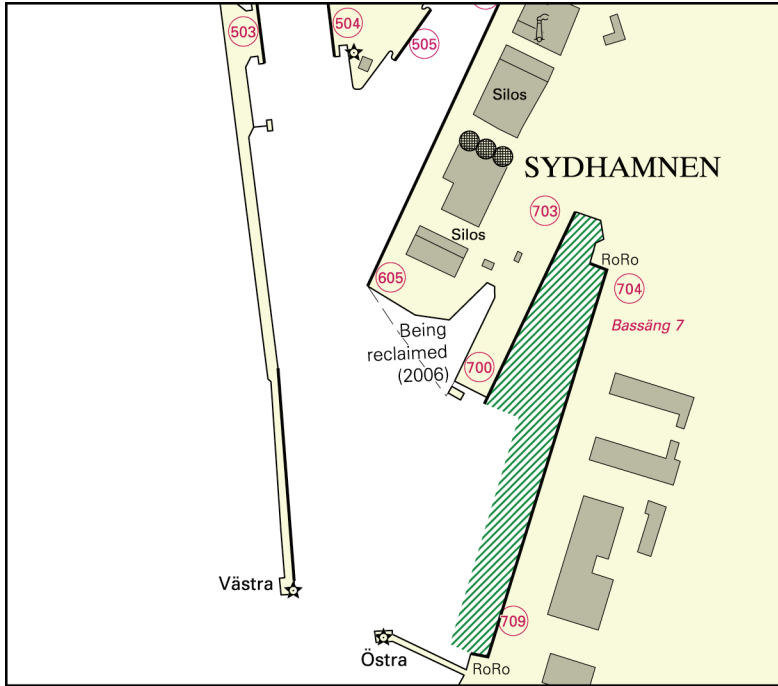 503
504
505
Silos
SYDHAMNEN
703
Silos
RoRo
605
704
Bassäng 7
Being
reclaimed
(2006)
700
Västra
709
Östra
RoRo